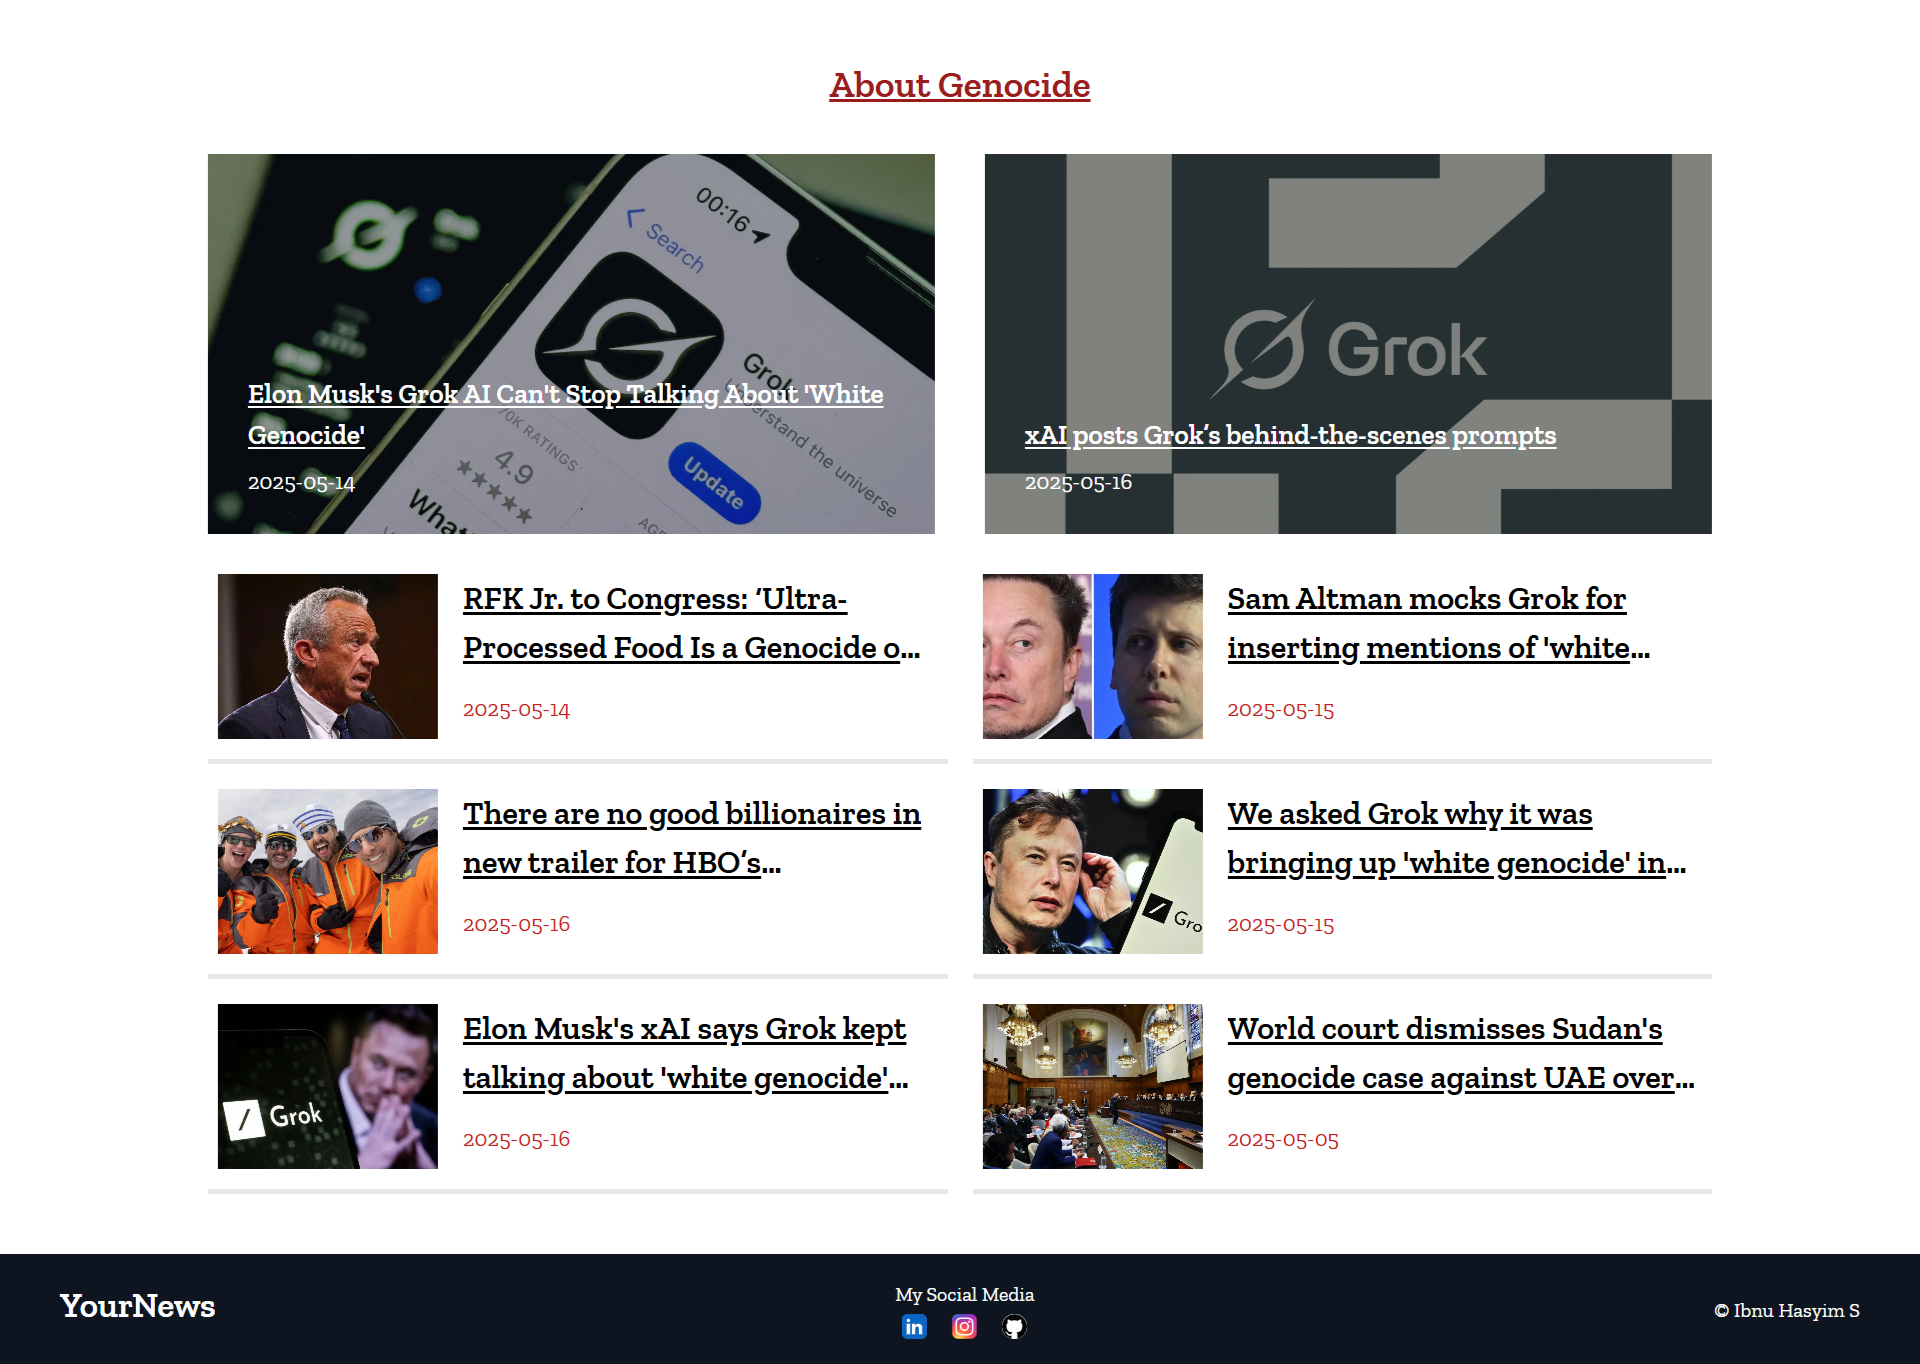 About Genocide
00:16
Search
Grok
Understand the universe
70K RATINGS
4.9
★★★★★
Update
Elon Musk's Grok AI Can't Stop Talking About 'White
Genocide'
2025-05-14
Grok
xAI posts Grok’s behind-the-scenes prompts
2025-05-16
RFK Jr. to Congress: ‘Ultra-
Processed Food Is a Genocide o...
2025-05-14
Sam Altman mocks Grok for
inserting mentions of 'white...
2025-05-15
There are no good billionaires in
new trailer for HBO’s...
2025-05-16
We asked Grok why it was
bringing up 'white genocide' in...
2025-05-15
Gro
Grok
Elon Musk's xAI says Grok kept
talking about 'white genocide'...
2025-05-16
World court dismisses Sudan's
genocide case against UAE over...
2025-05-05
YourNews
My Social Media
in
© Ibnu Hasyim S